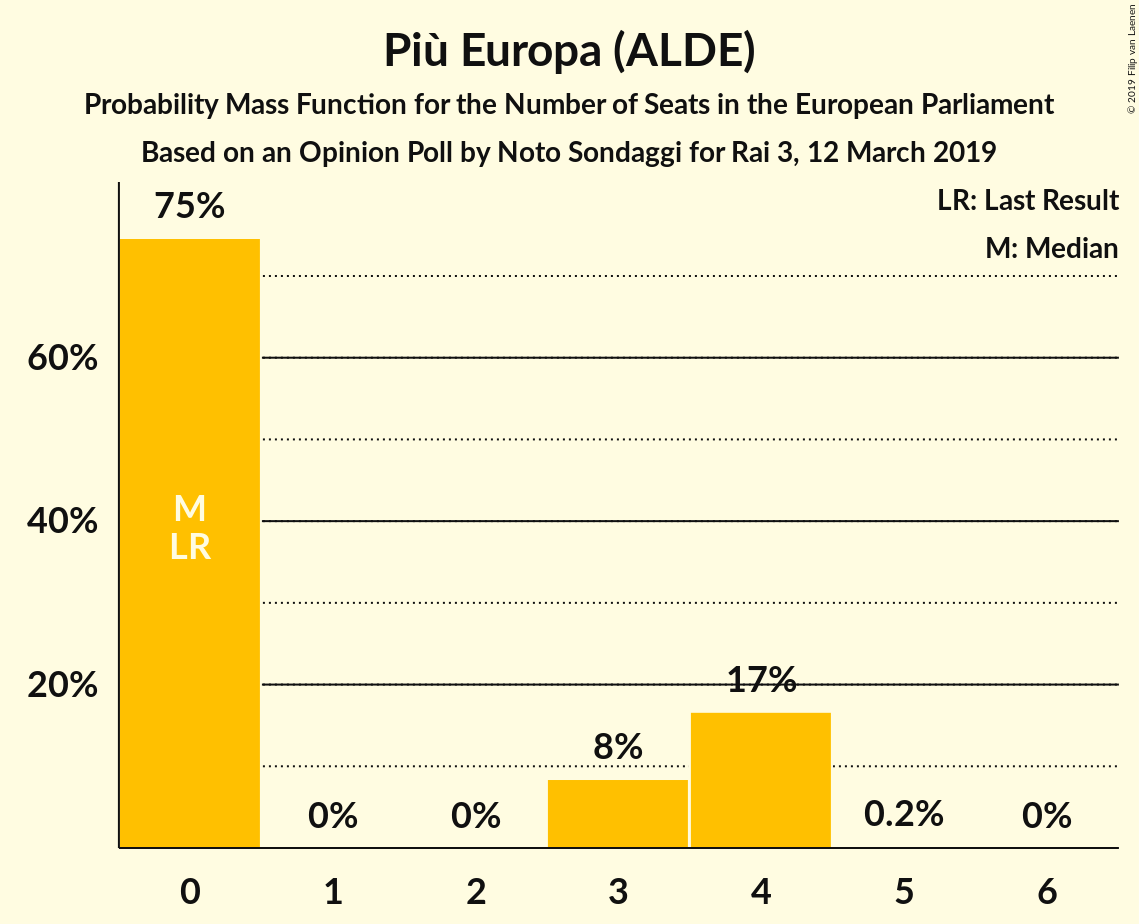 Più Europa (ALDE)
Probability Mass Function for the Number of Seats in the European Parliament
Based on an Opinion Poll by Noto Sondaggi for Rai 3, 12 March 2019
© 2019 Filip van Laenen
LR: Last Result
M: Median
75%
60%
40%
20%
M
LR
0%
0%
8%
17%
0.2%
0%
0 1 2 3 4 5 6